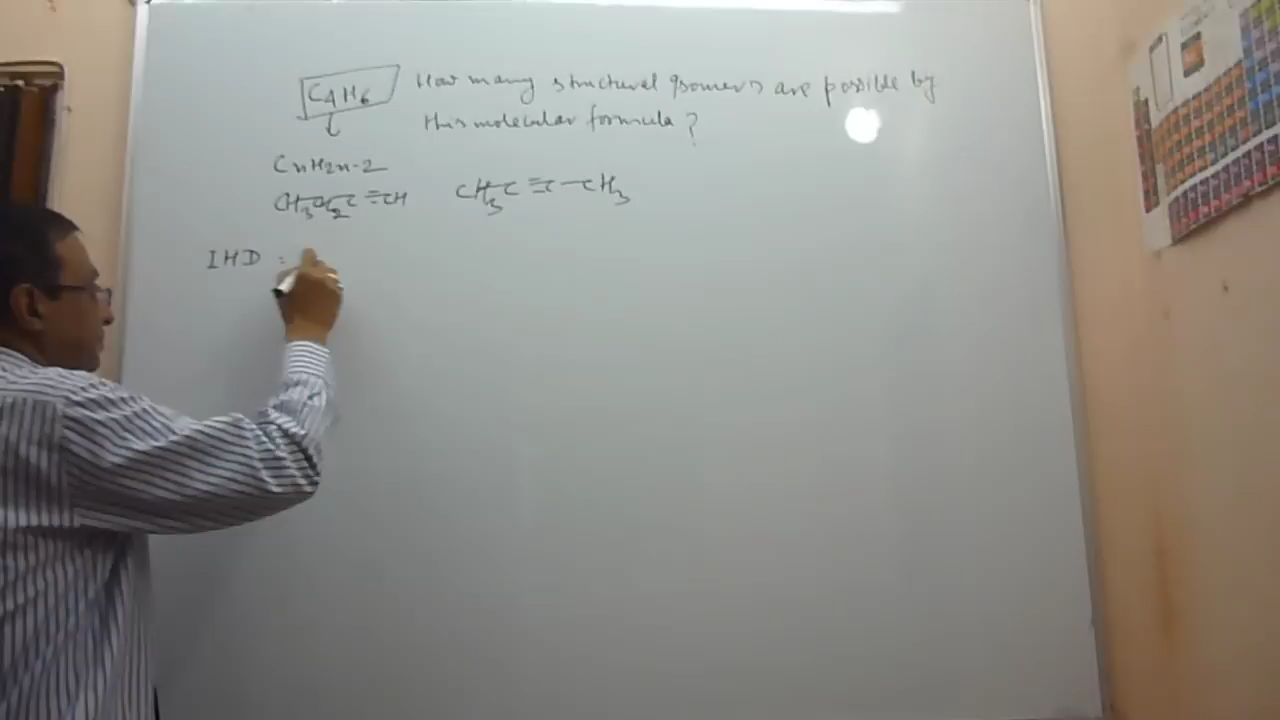 C4H6 How many structural isomers are possible by
this molecular formula?
CnH2n-2
CH3CH2C≡CH CH3C≡C-CH3
IHD =